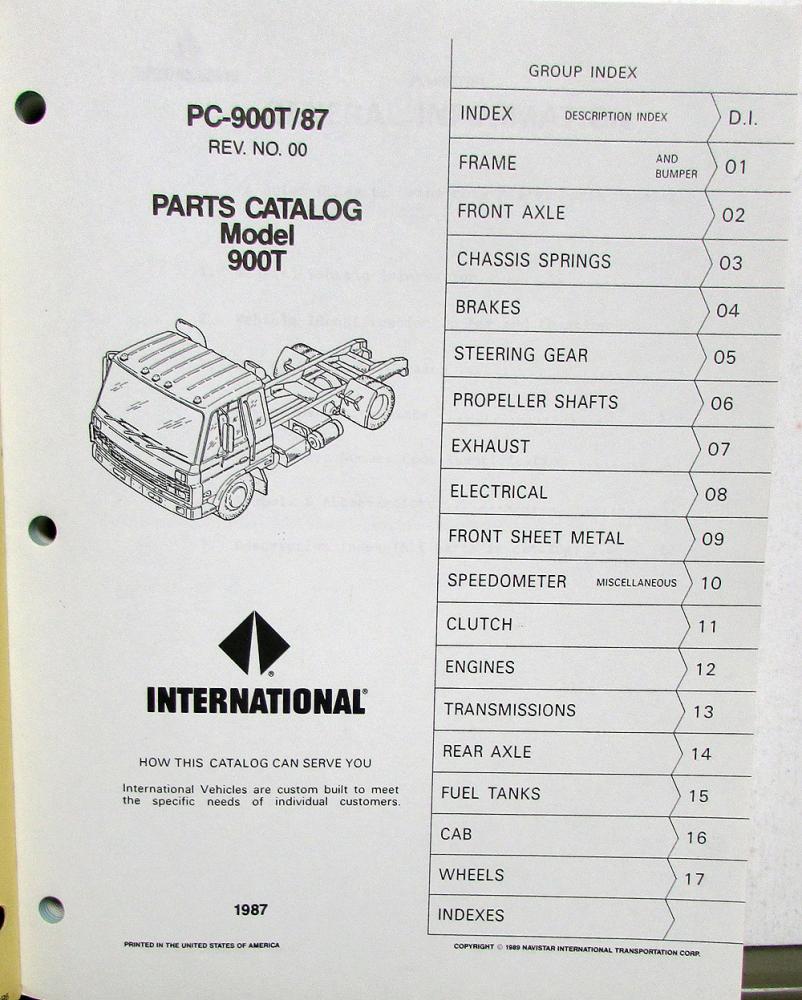 PC-900T/87
REV. NO. 00
PARTS CATALOG
Model
900T
INTERNATIONAL®
HOW THIS CATALOG CAN SERVE YOU
International Vehicles are custom built to meet
the specific needs of individual customers.
1987
PRINTED IN THE UNITED STATES OF AMERICA
GROUP INDEX
INDEX DESCRIPTION INDEX D.I.
FRAME AND BUMPER 01
FRONT AXLE 02
CHASSIS SPRINGS 03
BRAKES 04
STEERING GEAR 05
PROPELLER SHAFTS 06
EXHAUST 07
ELECTRICAL 08
FRONT SHEET METAL 09
SPEEDOMETER MISCELLANEOUS 10
CLUTCH 11
ENGINES 12
TRANSMISSIONS 13
REAR AXLE 14
FUEL TANKS 15
CAB 16
WHEELS 17
INDEXES
COPYRIGHT © 1989 NAVISTAR INTERNATIONAL TRANSPORTATION CORP.